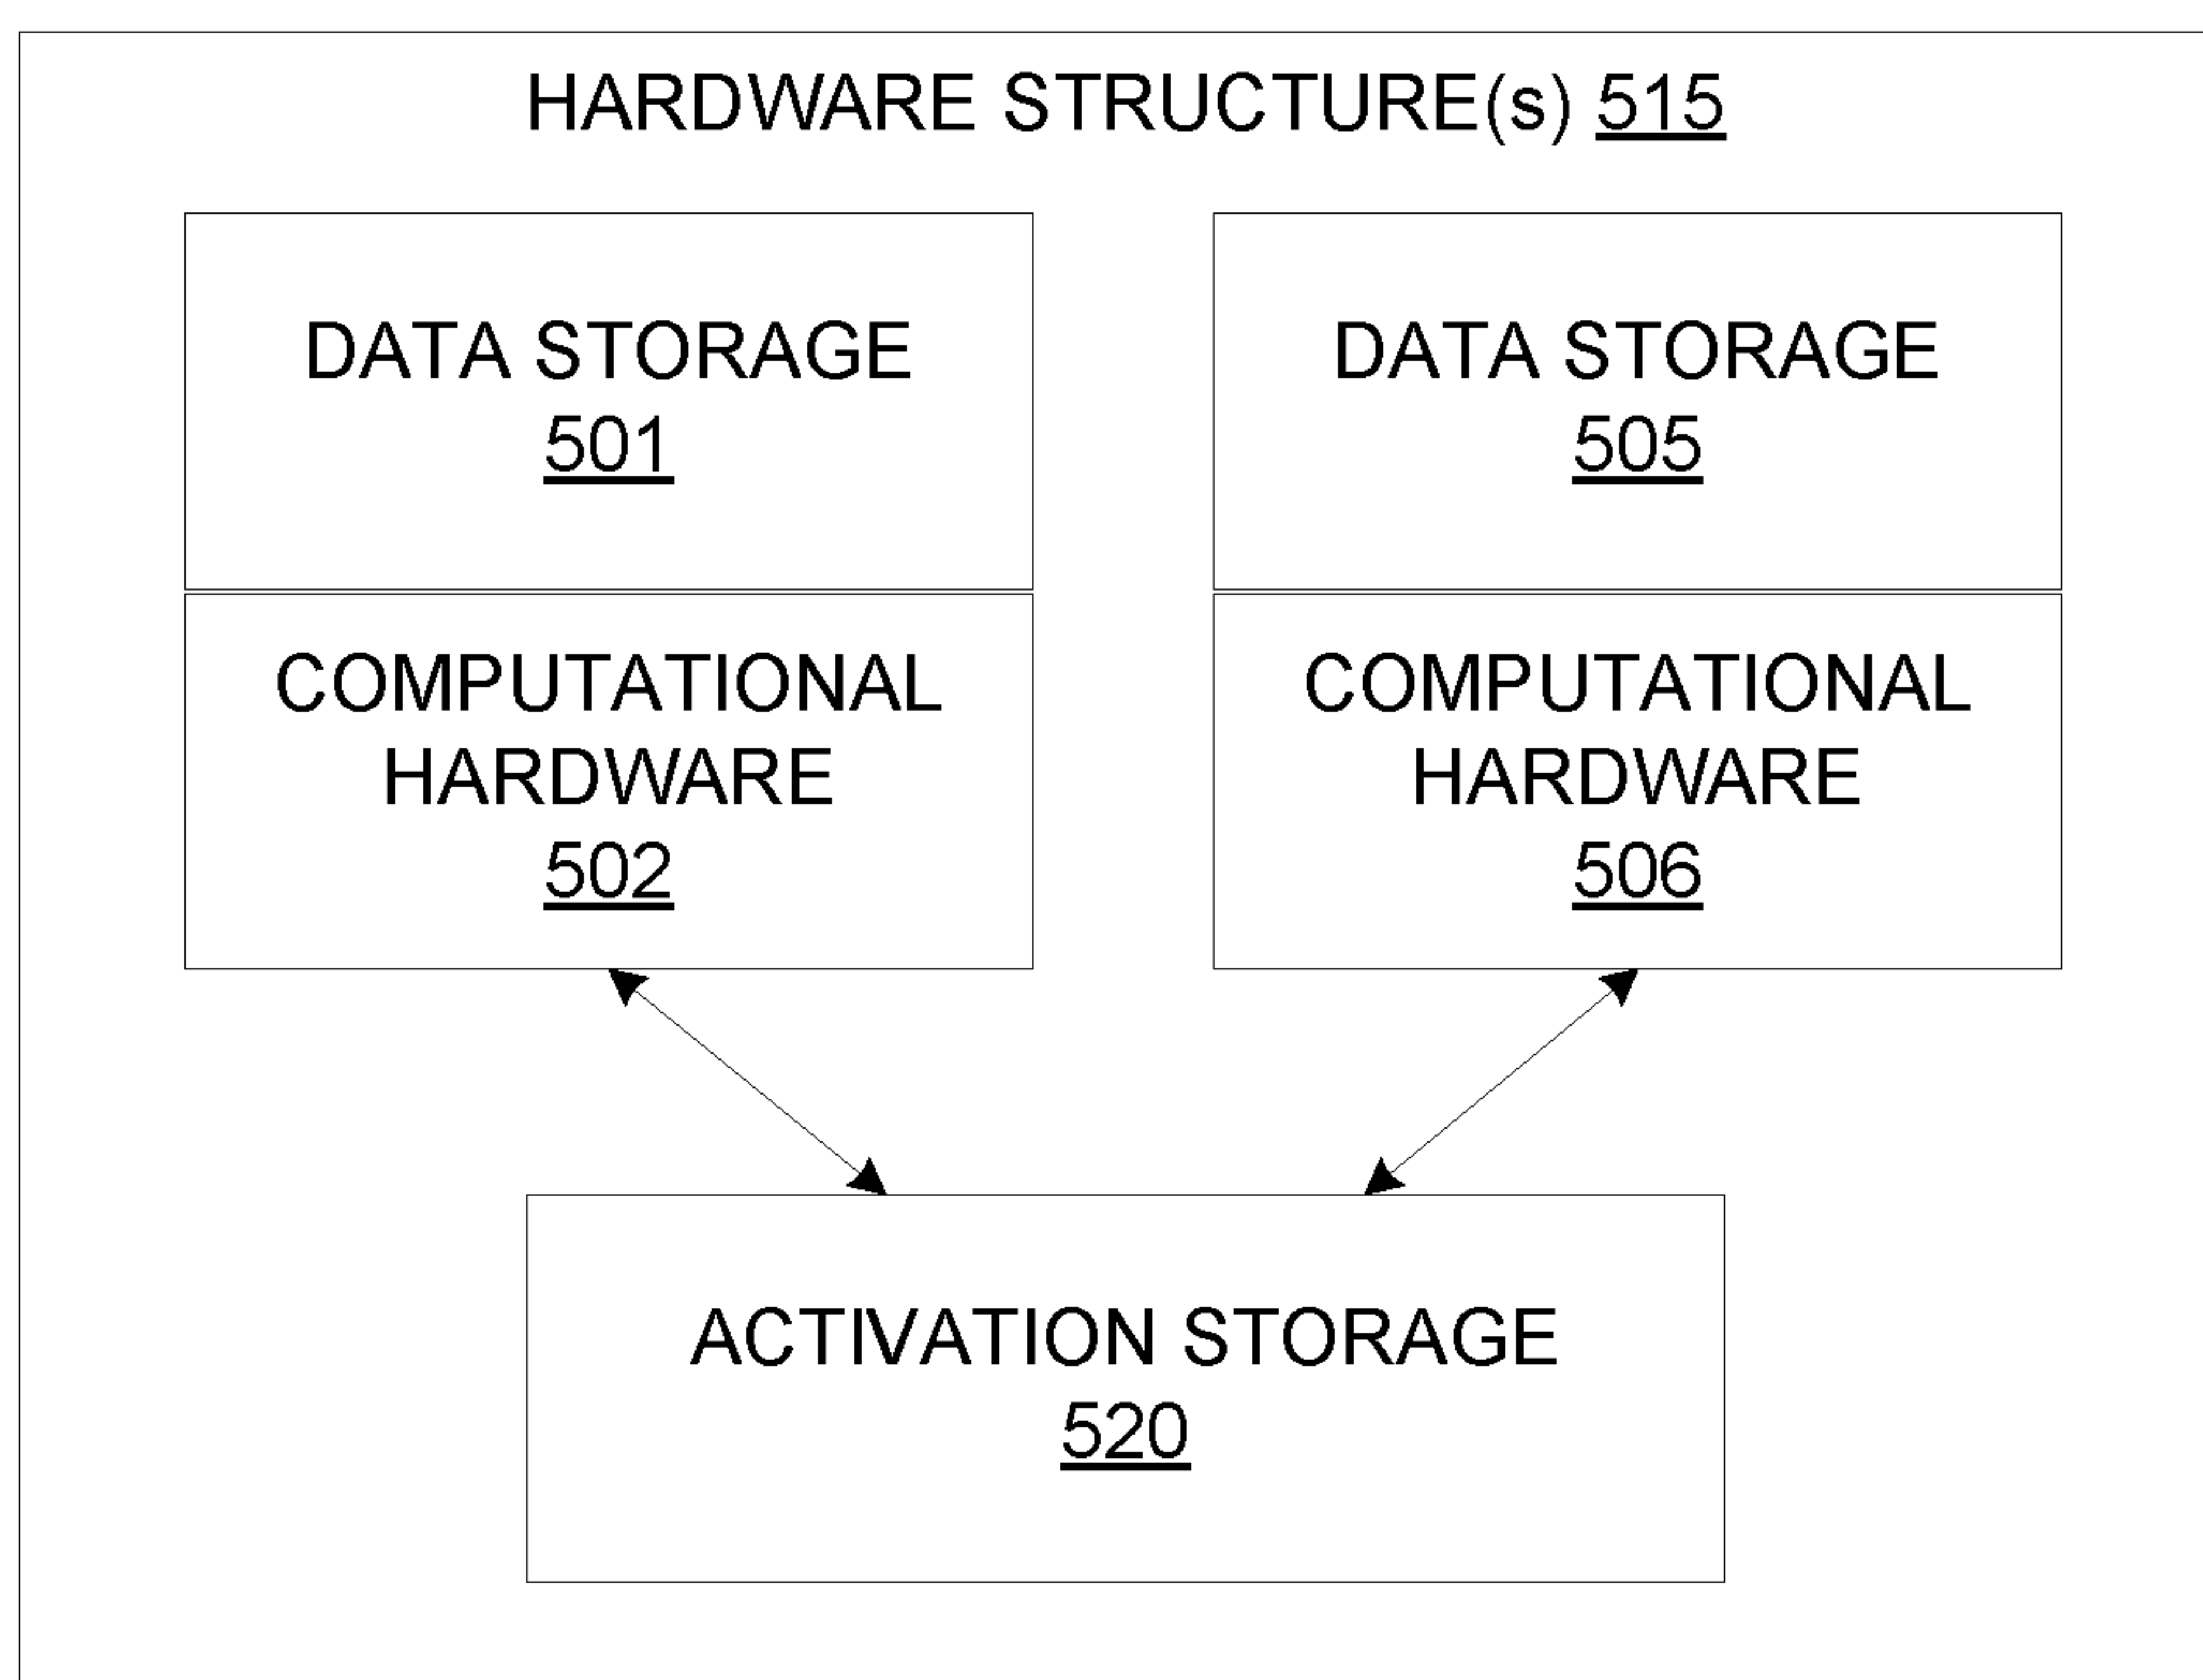 HARDWARE STRUCTURE(s) 515
DATA STORAGE
501
COMPUTATIONAL
HARDWARE
502
DATA STORAGE
505
COMPUTATIONAL
HARDWARE
506
ACTIVATION STORAGE
520